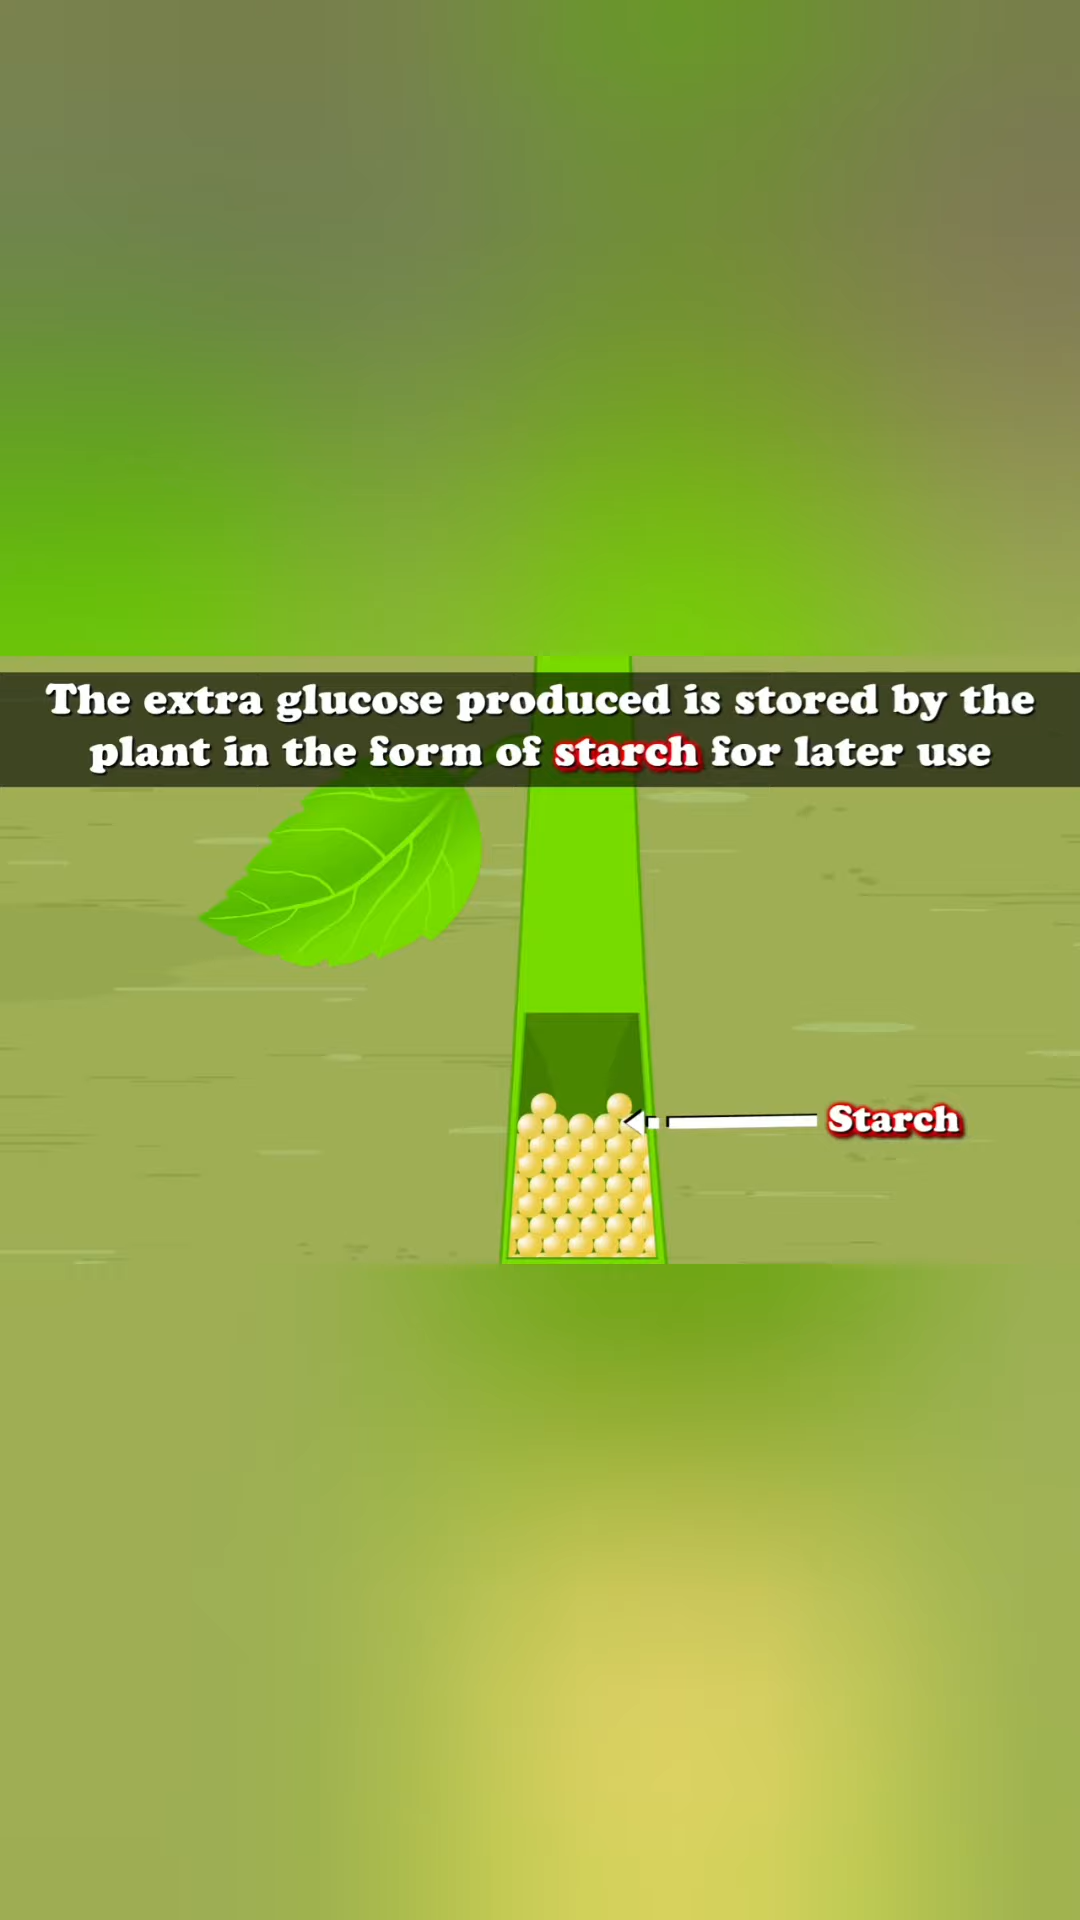 The extra glucose produced is stored by the
plant in the form of starch for later use
Starch